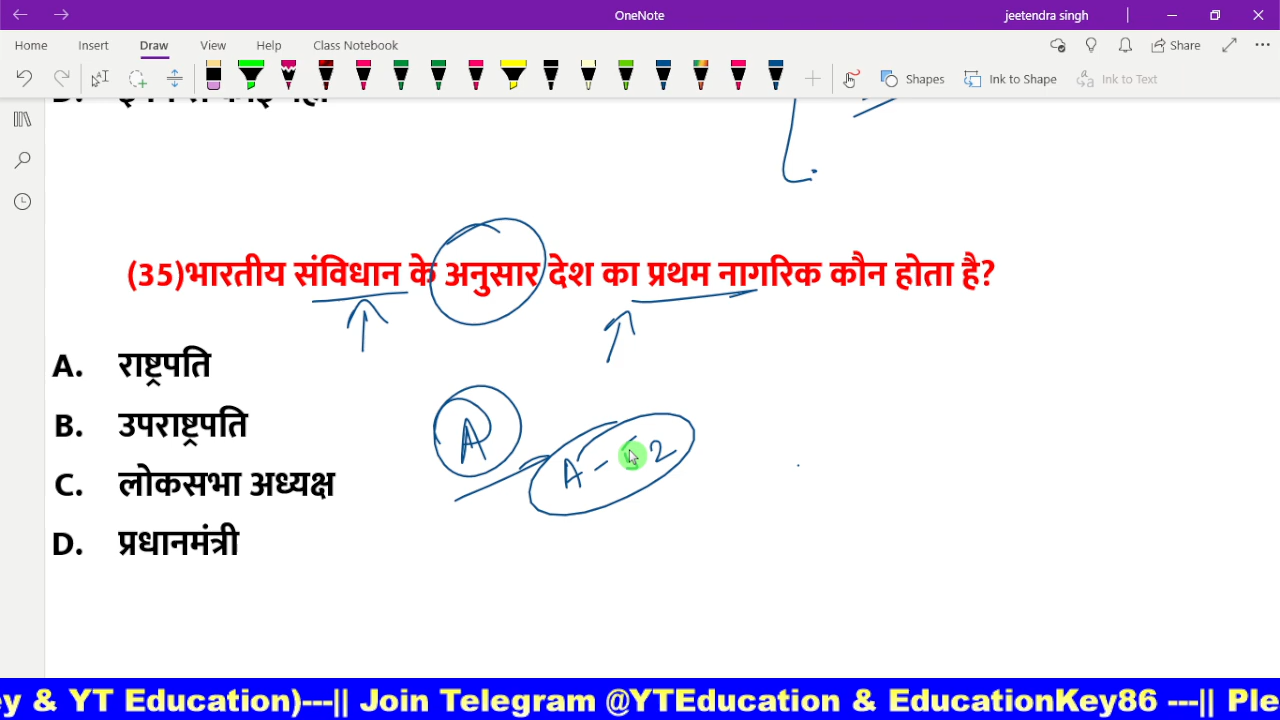 OneNote
jeetendra singh
Home Insert Draw View Help Class Notebook
Share
Shapes Ink to Shape Ink to Text
(35)भारतीय संविधान के अनुसार देश का प्रथम नागरिक कौन होता है?
A. राष्ट्रपति
B. उपराष्ट्रपति
A
C. लोकसभा अध्यक्ष
D. प्रधानमंत्री
ey & YT Education)---|| Join Telegram @YTEducation & EducationKey86 ---|| Ple